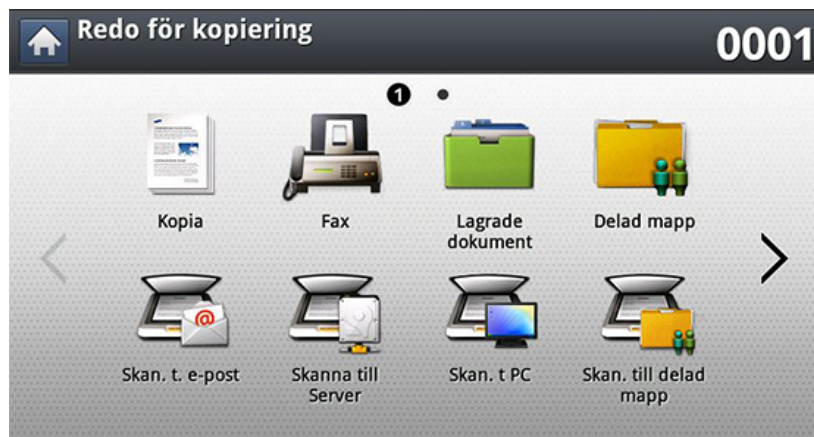 Redo för kopiering
0001
1
Kopia
Fax
Lagrade
dokument
Delad mapp
@
Skan. t. e-post
Skanna till
Server
Skan. t PC
Skan. till delad
mapp